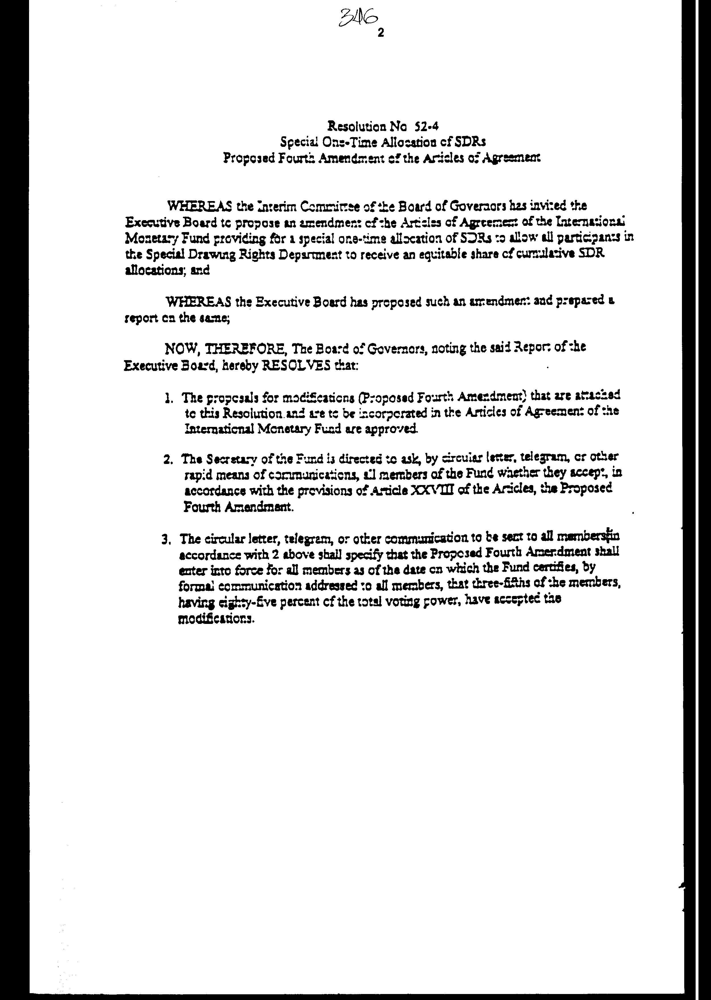 346
2
Resolution No 52-4
Special One-Time Allocation of SDRs
Proposed Fourth Amendment of the Articles of Agreement
WHEREAS the Interim Committee of the Board of Governors has invited the
Executive Board to propose an amendment of the Articles of Agreement of the International
Monetary Fund providing for a special one-time allocation of SDRs to allow all participants in
the Special Drawing Rights Department to receive an equitable share of cumulative SDR
allocations; and
WHEREAS the Executive Board has proposed such an amendment and prepared a
report on the same;
NOW, THEREFORE, The Board of Governors, noting the said Report of the
Executive Board, hereby RESOLVES that:
1. The proposals for modifications (Proposed Fourth Amendment) that are attached
to this Resolution and are to be incorporated in the Articles of Agreement of the
International Monetary Fund are approved.
2. The Secretary of the Fund is directed to ask, by circular letter, telegram, or other
rapid means of communications, all members of the Fund whether they accept, in
accordance with the provisions of Article XXVIII of the Articles, the Proposed
Fourth Amendment.
3. The circular letter, telegram, or other communication to be sent to all members in
accordance with 2 above shall specify that the Proposed Fourth Amendment shall
enter into force for all members as of the date on which the Fund certifies, by
formal communication addressed to all members, that three-fifths of the members,
having eighty-five percent of the total voting power, have accepted the
modifications.